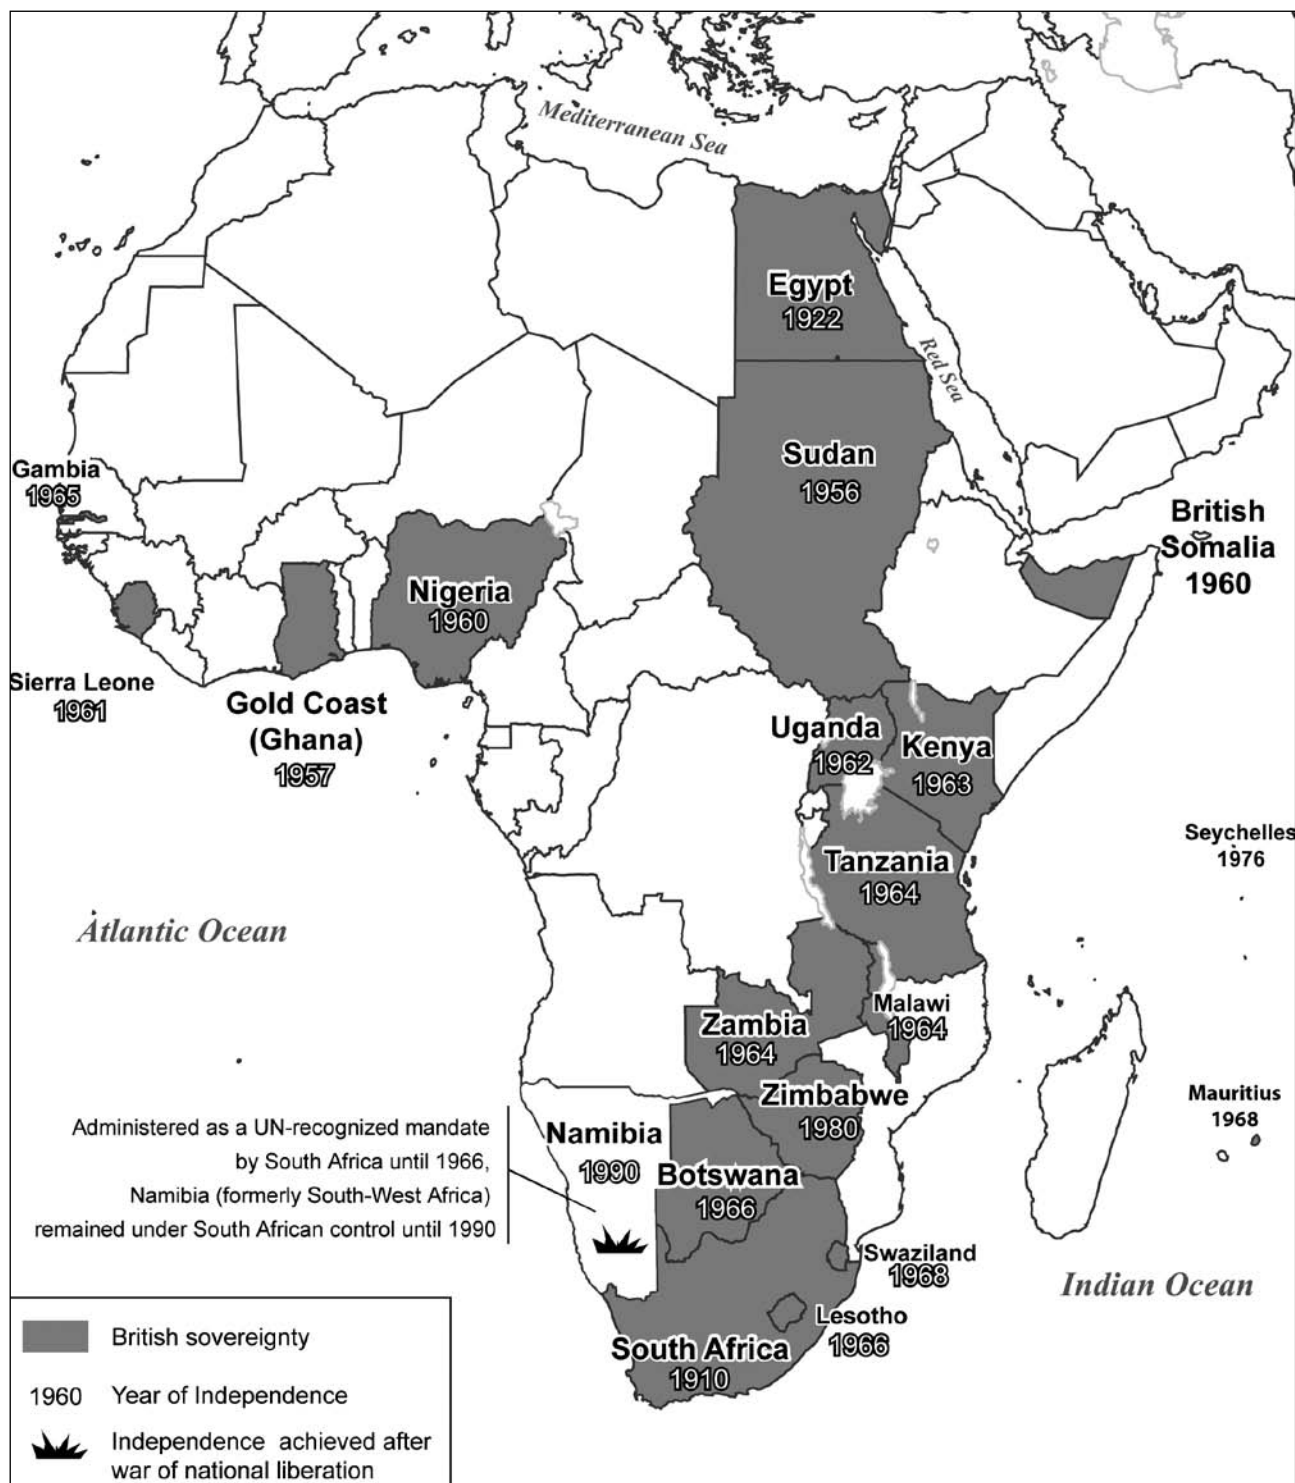 Mediterranean Sea
Egypt
1922
Red Sea
Sudan
1956
Gambia
1965
British
Somalia
1960
Nigeria
1960
Sierra Leone
1961
Gold Coast
(Ghana)
1957
Uganda
1962
Kenya
1963
Seychelles
1976
Tanzania
1964
Atlantic Ocean
Malawi
1964
Zambia
1964
Zimbabwe
1980
Mauritius
1968
Administered as a UN-recognized mandate
by South Africa until 1966,
Namibia (formerly South-West Africa)
remained under South African control until 1990
Namibia
1990
Botswana
1966
Swaziland
1968
Indian Ocean
Lesotho
1966
South Africa
1910
British sovereignty
1960 Year of Independence
Independence achieved after
war of national liberation